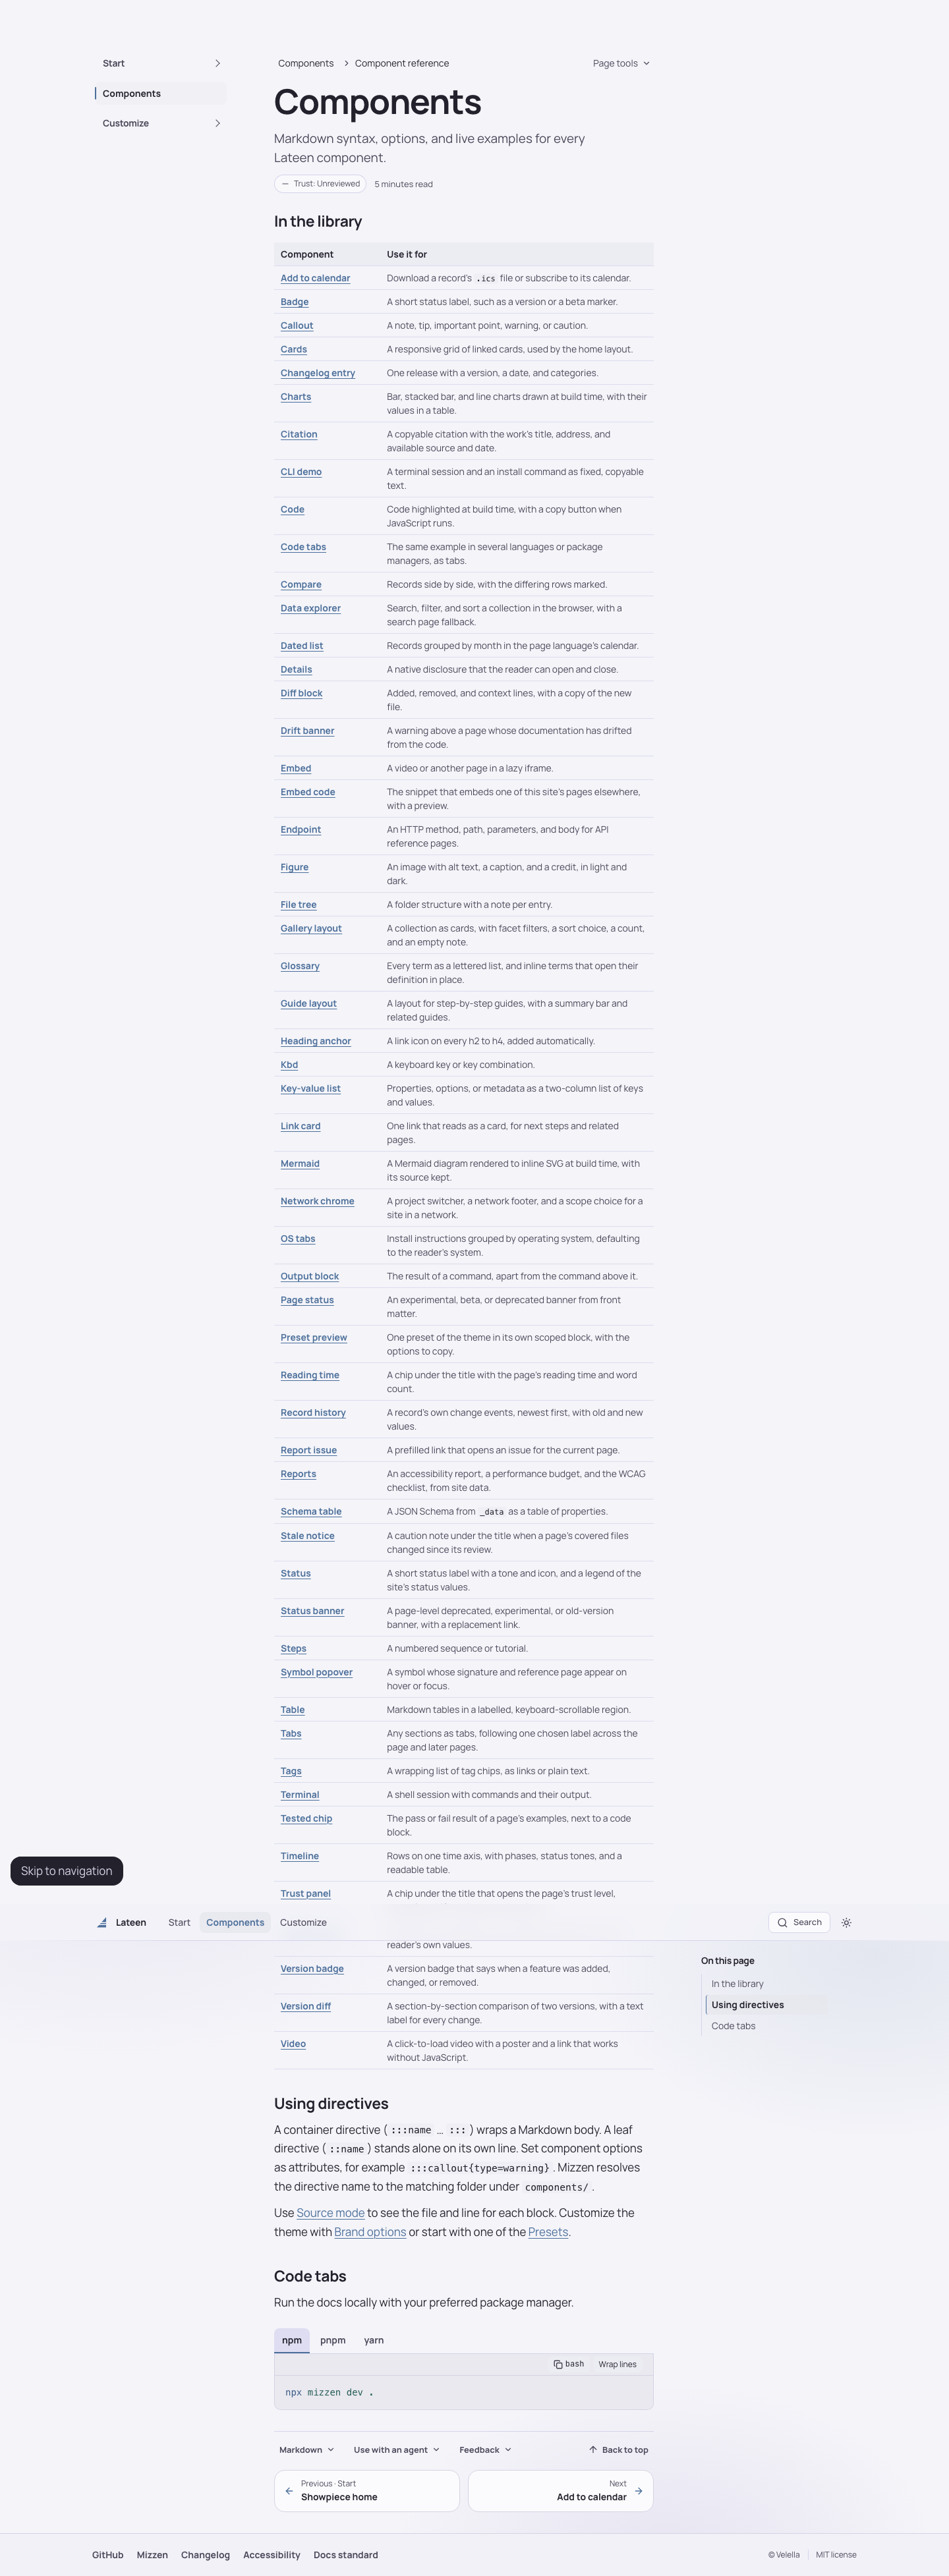 Start
Components
Customize
Components > Component reference
Page tools
Components
Markdown syntax, options, and live examples for every
Lateen component.
— Trust: Unreviewed
5 minutes read
In the library
Component Use it for
Add to calendar Download a record's .ics file or subscribe to its calendar.
Badge A short status label, such as a version or a beta marker.
Callout A note, tip, important point, warning, or caution.
Cards A responsive grid of linked cards, used by the home layout.
Changelog entry One release with a version, a date, and categories.
Charts Bar, stacked bar, and line charts drawn at build time, with their
values in a table.
Citation A copyable citation with the work's title, address, and
available source and date.
CLI demo A terminal session and an install command as fixed, copyable
text.
Code Code highlighted at build time, with a copy button when
JavaScript runs.
Code tabs The same example in several languages or package
managers, as tabs.
Compare Records side by side, with the differing rows marked.
Data explorer Search, filter, and sort a collection in the browser, with a
search page fallback.
Dated list Records grouped by month in the page language's calendar.
Details A native disclosure that the reader can open and close.
Diff block Added, removed, and context lines, with a copy of the new
file.
Drift banner A warning above a page whose documentation has drifted
from the code.
Embed A video or another page in a lazy iframe.
Embed code The snippet that embeds one of this site's pages elsewhere,
with a preview.
Endpoint An HTTP method, path, parameters, and body for API
reference pages.
Figure An image with alt text, a caption, and a credit, in light and
dark.
File tree A folder structure with a note per entry.
Gallery layout A collection as cards, with facet filters, a sort choice, a count,
and an empty note.
Glossary Every term as a lettered list, and inline terms that open their
definition in place.
Guide layout A layout for step-by-step guides, with a summary bar and
related guides.
Heading anchor A link icon on every h2 to h4, added automatically.
Kbd A keyboard key or key combination.
Key-value list Properties, options, or metadata as a two-column list of keys
and values.
Link card One link that reads as a card, for next steps and related
pages.
Mermaid A Mermaid diagram rendered to inline SVG at build time, with
its source kept.
Network chrome A project switcher, a network footer, and a scope choice for a
site in a network.
OS tabs Install instructions grouped by operating system, defaulting
to the reader's system.
Output block The result of a command, apart from the command above it.
Page status An experimental, beta, or deprecated banner from front
matter.
Preset preview One preset of the theme in its own scoped block, with the
options to copy.
Reading time A chip under the title with the page's reading time and word
count.
Record history A record's own change events, newest first, with old and new
values.
Report issue A prefilled link that opens an issue for the current page.
Reports An accessibility report, a performance budget, and the WCAG
checklist, from site data.
Schema table A JSON Schema from _data as a table of properties.
Stale notice A caution note under the title when a page's covered files
changed since its review.
Status A short status label with a tone and icon, and a legend of the
site's status values.
Status banner A page-level deprecated, experimental, or old-version
banner, with a replacement link.
Steps A numbered sequence or tutorial.
Symbol popover A symbol whose signature and reference page appear on
hover or focus.
Table Markdown tables in a labelled, keyboard-scrollable region.
Tabs Any sections as tabs, following one chosen label across the
page and later pages.
Tags A wrapping list of tag chips, as links or plain text.
Terminal A shell session with commands and their output.
Tested chip The pass or fail result of a page's examples, next to a code
block.
Timeline Rows on one time axis, with phases, status tones, and a
readable table.
Skip to navigation
Trust panel A chip under the title that opens the page's trust level,
Lateen Start Components Customize Search
reader's own values.
Version badge A version badge that says when a feature was added,
changed, or removed.
Version diff A section-by-section comparison of two versions, with a text
label for every change.
Video A click-to-load video with a poster and a link that works
without JavaScript.
On this page
In the library
Using directives
Code tabs
Using directives
A container directive ( :::name … ::: ) wraps a Markdown body. A leaf
directive ( ::name ) stands alone on its own line. Set component options
as attributes, for example :::callout{type=warning} . Mizzen resolves
the directive name to the matching folder under components/ .
Use Source mode to see the file and line for each block. Customize the
theme with Brand options or start with one of the Presets.
Code tabs
Run the docs locally with your preferred package manager.
npm pnpm yarn
bash Wrap lines
npx mizzen dev .
Markdown Use with an agent Feedback Back to top
Previous · Start
Showpiece home
Next
Add to calendar
GitHub Mizzen Changelog Accessibility Docs standard
© Velella MIT license